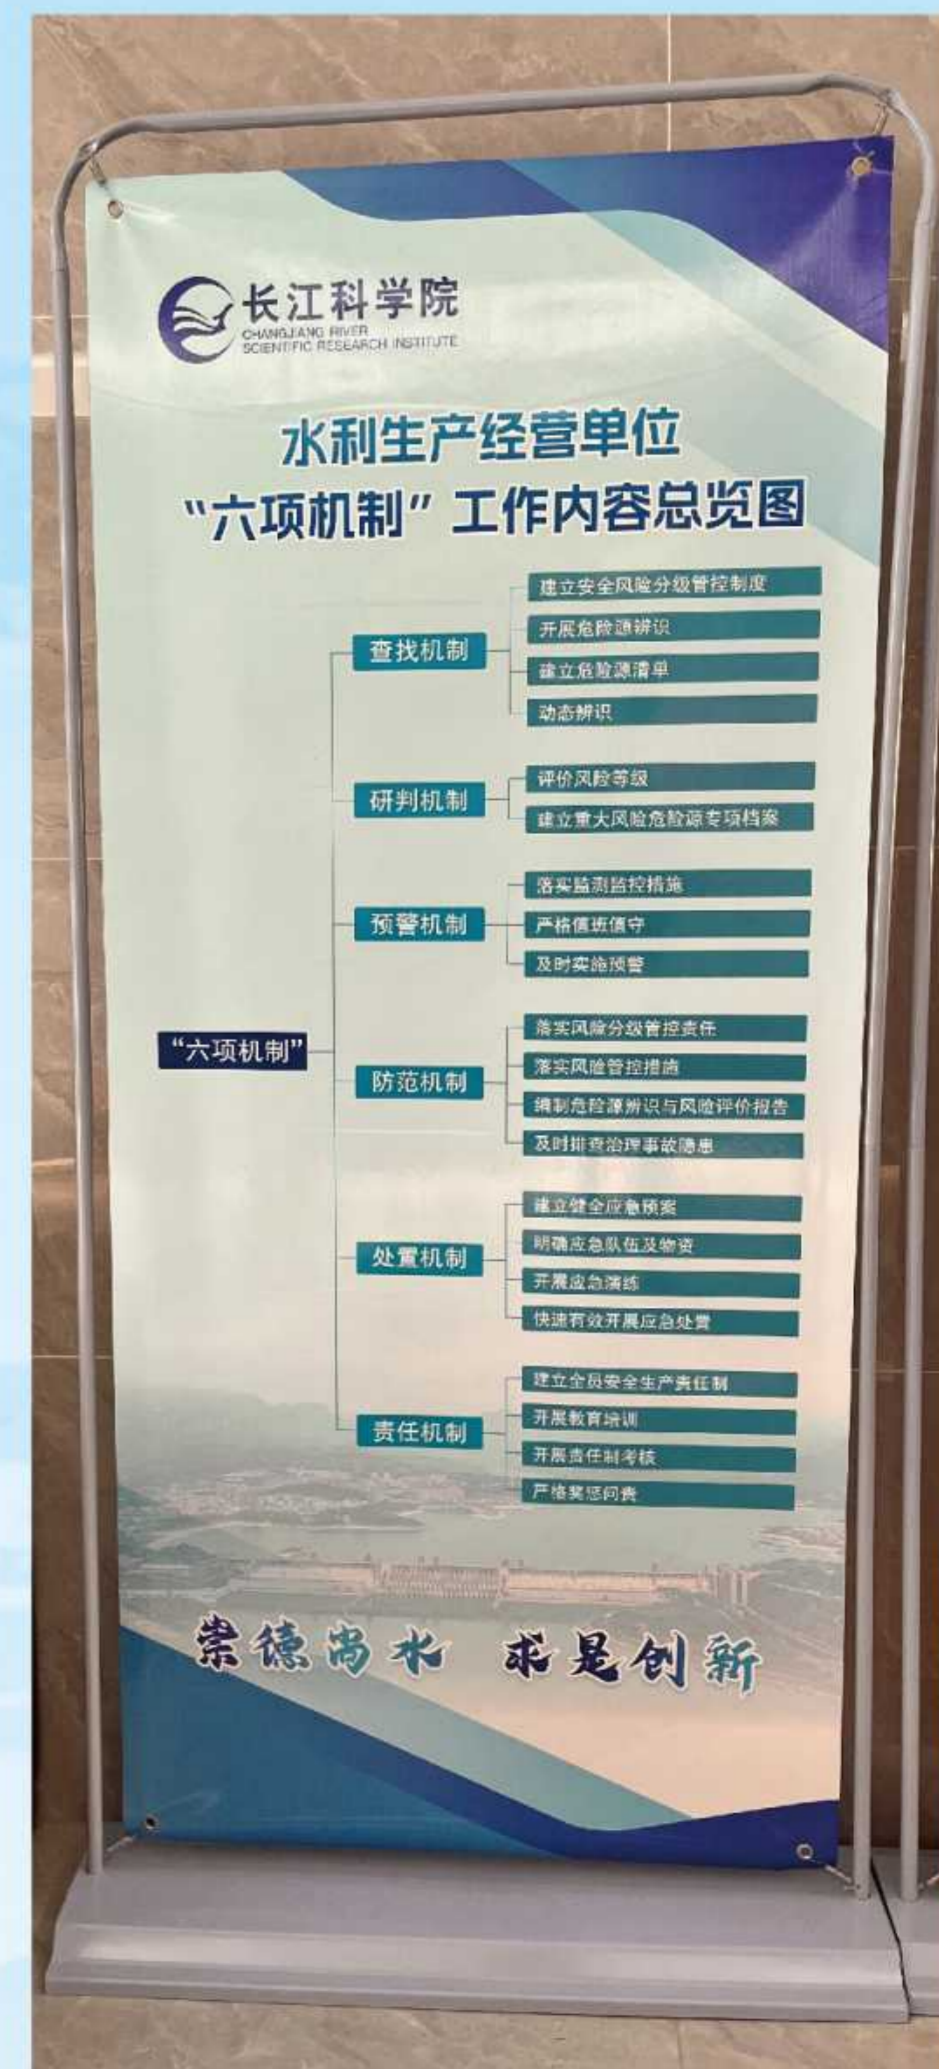 长江科学院
CHANGJIANG RIVER
SCIENTIFIC RESEARCH INSTITUTE
水利生产经营单位
“六项机制”工作内容总览图
“六项机制”
查找机制
建立安全风险分级管控制度
开展危险源辨识
建立危险源清单
动态辨识
研判机制
评价风险等级
建立重大风险危险源专项档案
预警机制
落实监测监控措施
严格值班值守
及时实施预警
防范机制
落实风险分级管控责任
落实风险管控措施
编制危险源辨识与风险评价报告
及时排查治理事故隐患
处置机制
建立健全应急预案
明确应急队伍及物资
开展应急演练
快速有效开展应急处置
责任机制
建立全员安全生产责任制
开展教育培训
开展责任制考核
严格奖惩问责
崇德尚水 求是创新